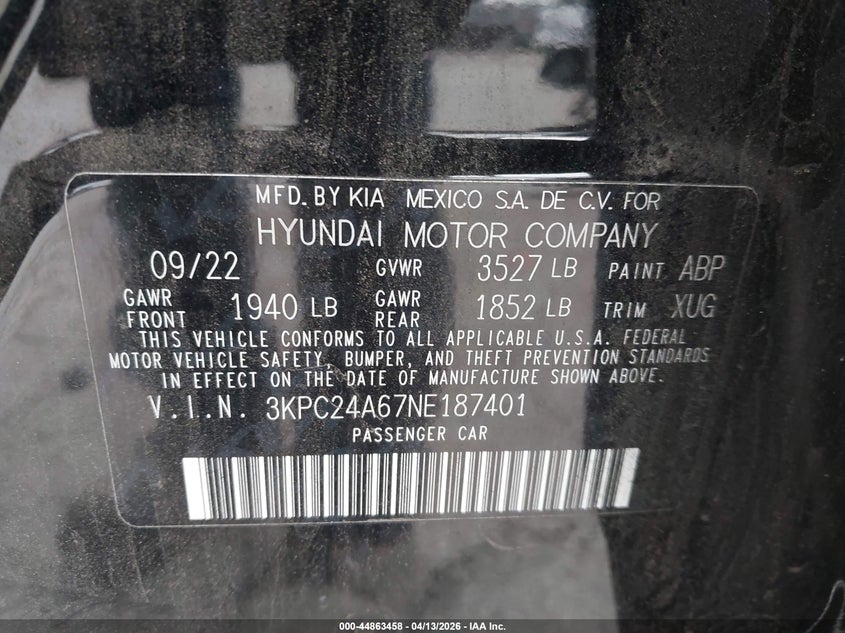 MFD. BY KIA MEXICO S.A. DE C.V. FOR
HYUNDAI MOTOR COMPANY
09/22 GVWR 3527 LB PAINT ABP
GAWR FRONT 1940 LB GAWR REAR 1852 LB TRIM XUG
THIS VEHICLE CONFORMS TO ALL APPLICABLE U.S.A. FEDERAL
MOTOR VEHICLE SAFETY, BUMPER, AND THEFT PREVENTION STANDARDS
IN EFFECT ON THE DATE OF MANUFACTURE SHOWN ABOVE.
V.I.N. 3KPC24A67NE187401
PASSENGER CAR
000-44863458 - 04/13/2026 - IAA Inc.